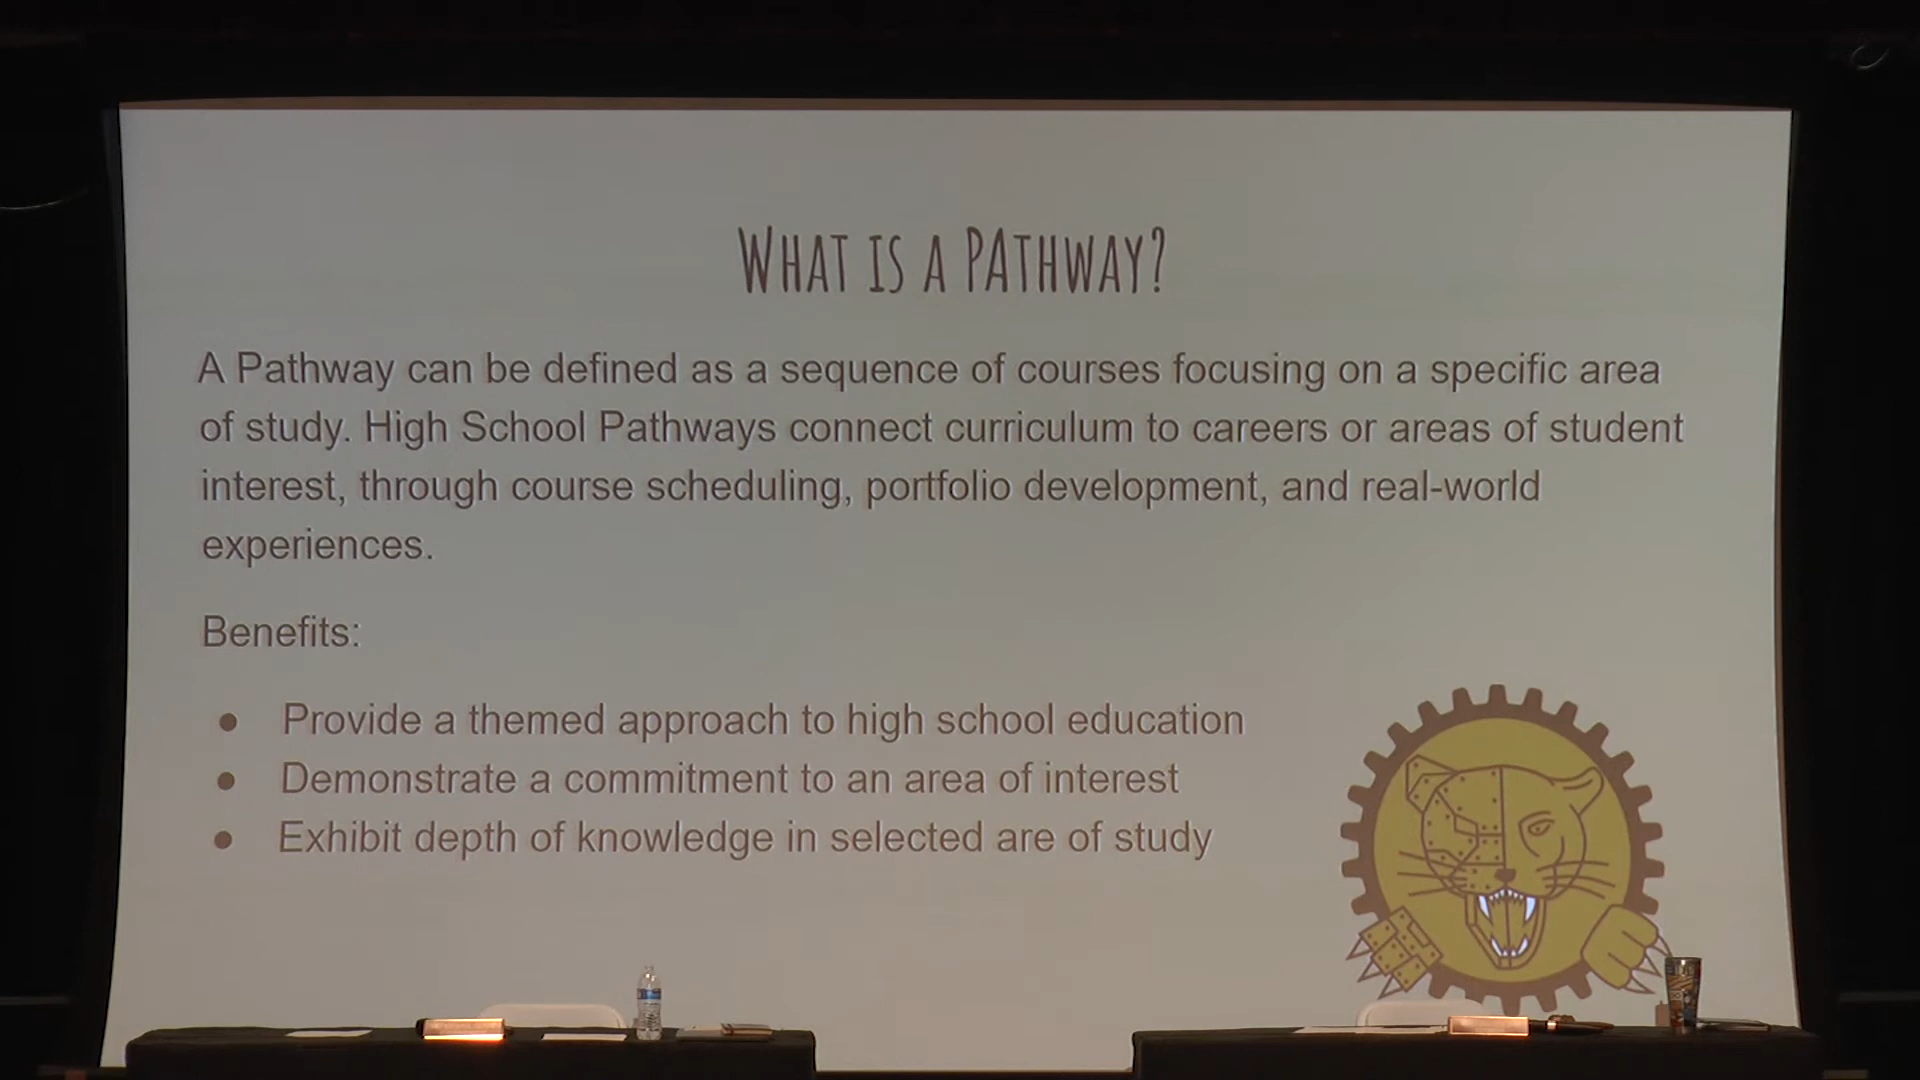 WHAT IS A PATHWAY?
A Pathway can be defined as a sequence of courses focusing on a specific area
of study. High School Pathways connect curriculum to careers or areas of student
interest, through course scheduling, portfolio development, and real-world
experiences.
Benefits:
● Provide a themed approach to high school education
● Demonstrate a commitment to an area of interest
● Exhibit depth of knowledge in selected are of study